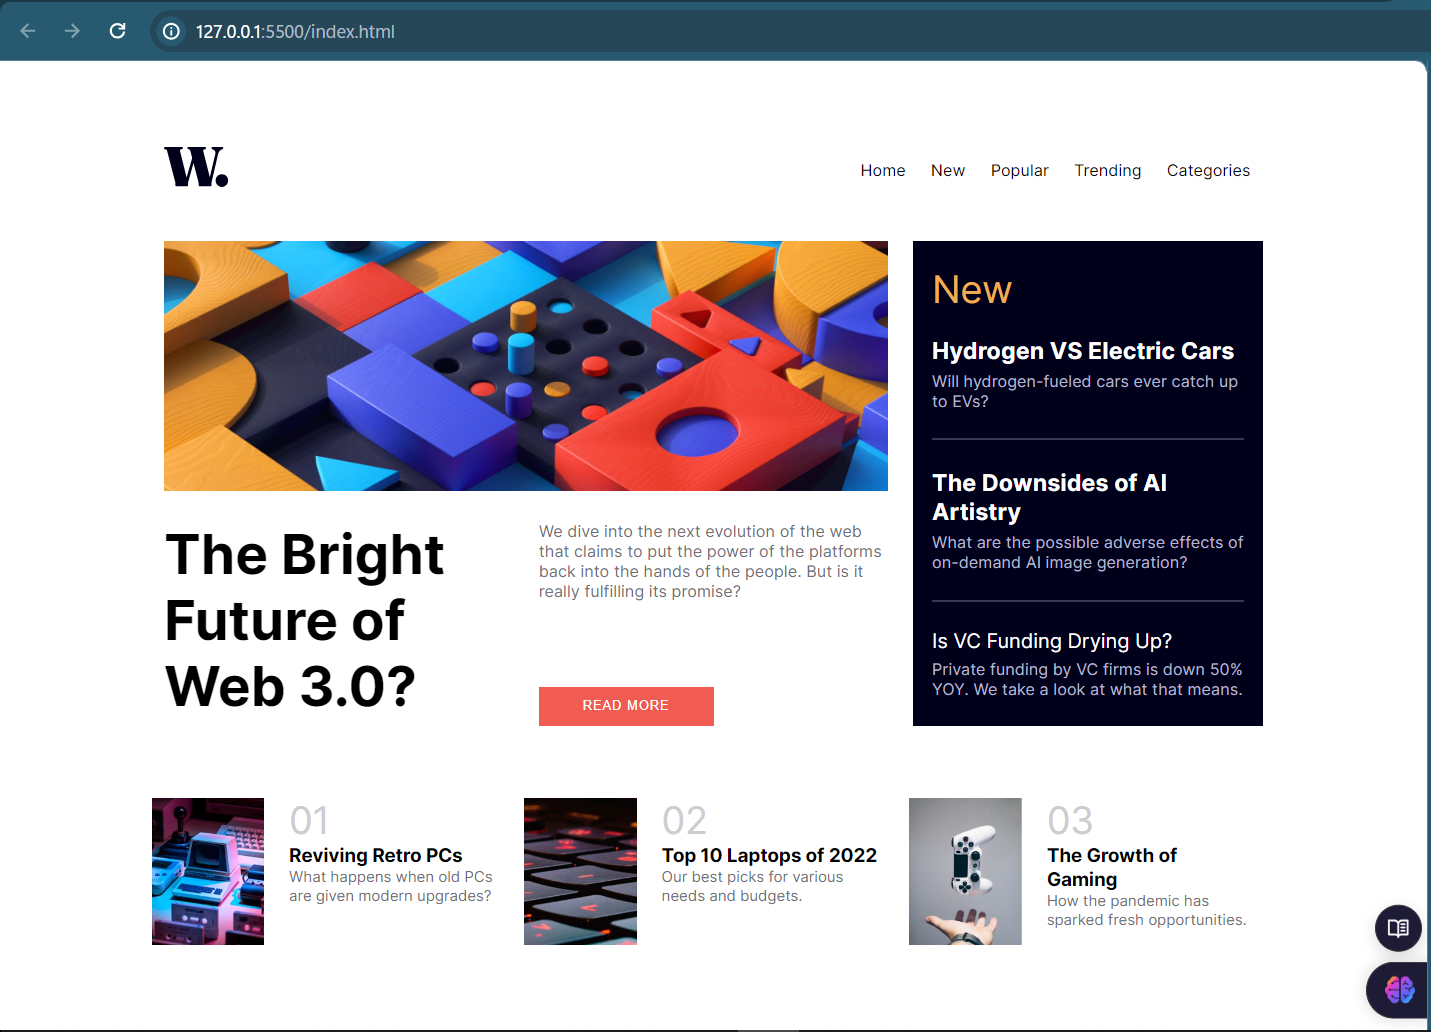 127.0.0.1:5500/index.html
W.
Home New Popular Trending Categories
The Bright
Future of
Web 3.0?
We dive into the next evolution of the web
that claims to put the power of the platforms
back into the hands of the people. But is it
really fulfilling its promise?
READ MORE
New
Hydrogen VS Electric Cars
Will hydrogen-fueled cars ever catch up
to EVs?
The Downsides of AI
Artistry
What are the possible adverse effects of
on-demand AI image generation?
Is VC Funding Drying Up?
Private funding by VC firms is down 50%
YOY. We take a look at what that means.
01
Reviving Retro PCs
What happens when old PCs
are given modern upgrades?
02
Top 10 Laptops of 2022
Our best picks for various
needs and budgets.
03
The Growth of
Gaming
How the pandemic has
sparked fresh opportunities.